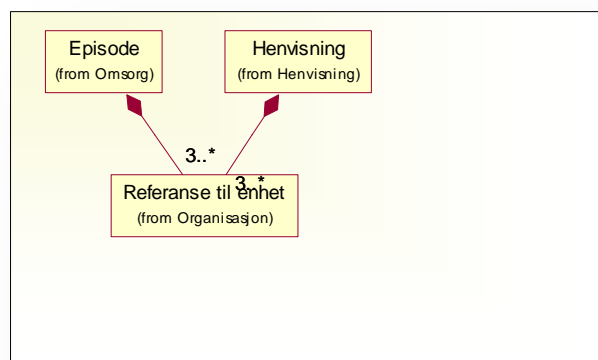 Episode
(from Omsorg)
Henvisning
(from Henvisning)
3..*
3..*
Referanse til enhet
(from Organisasjon)